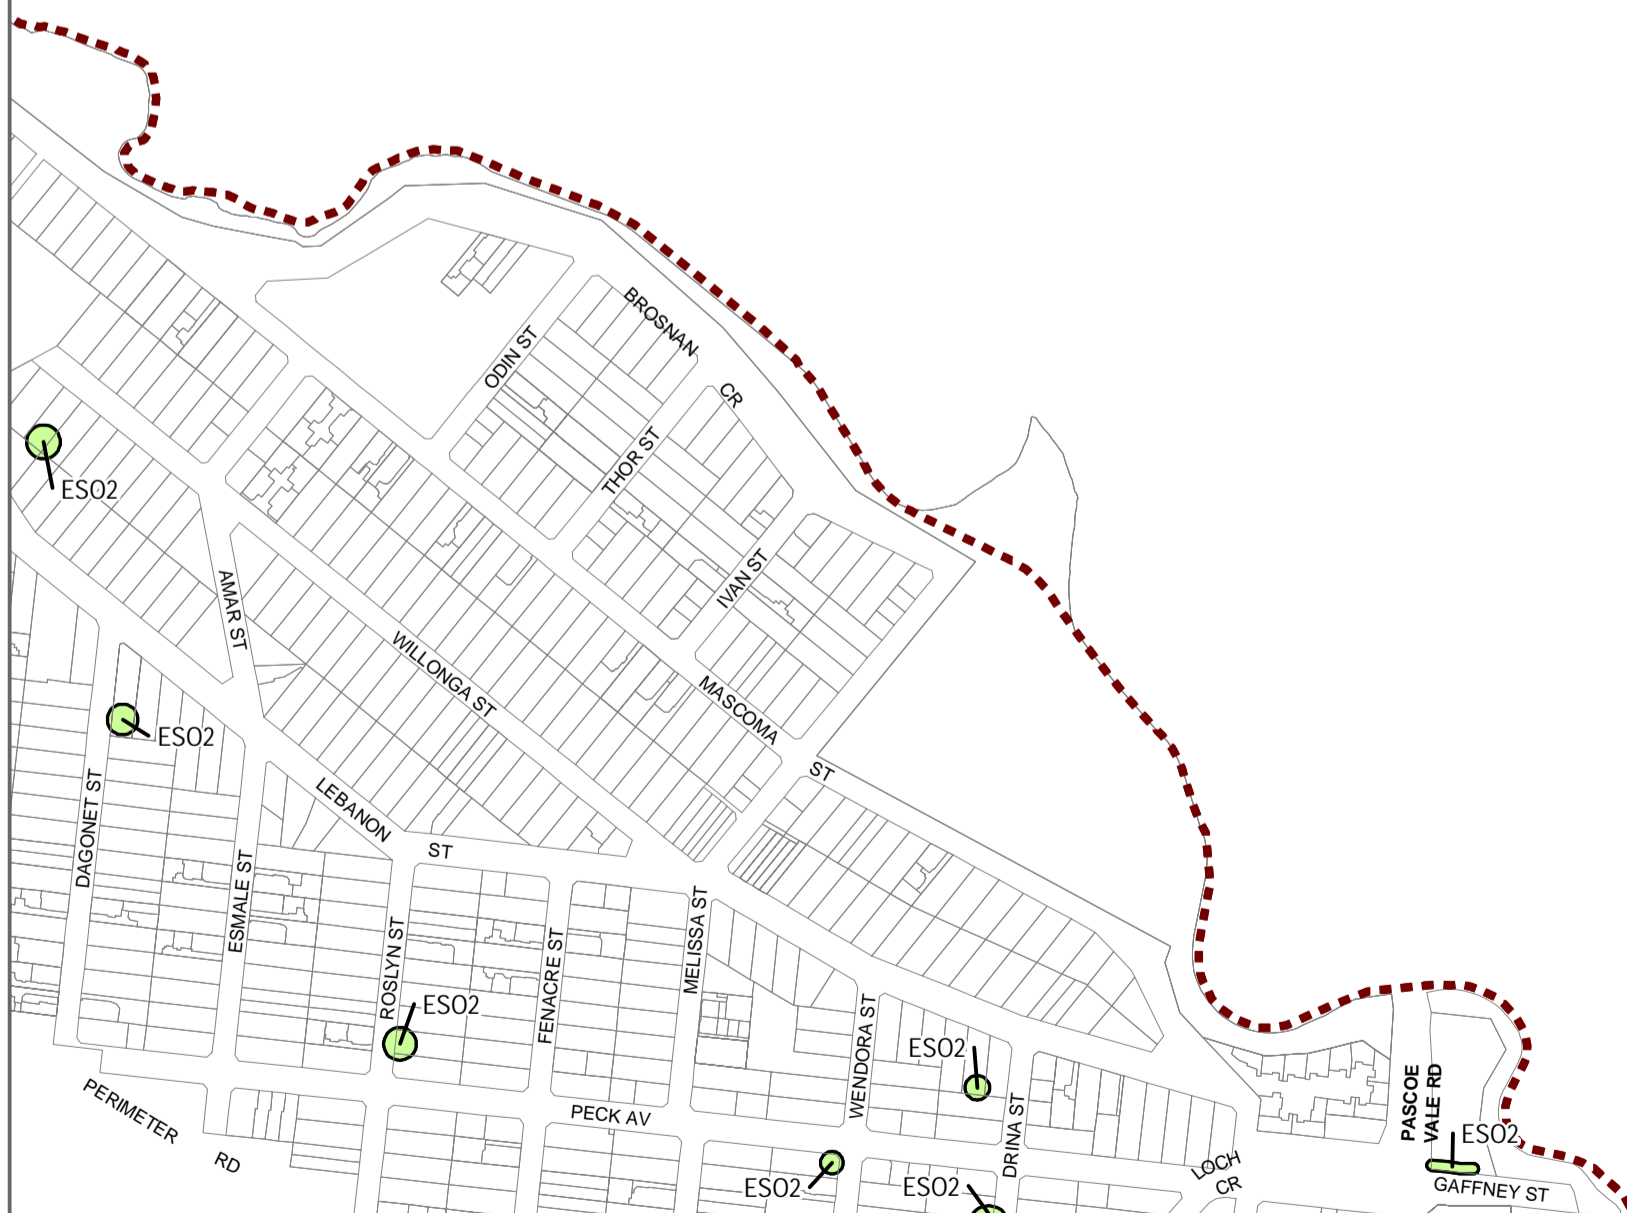 BROSNAN
CR
ODIN ST
THOR ST
ESO2
IVAN ST
AMAR ST
WILLONGA ST
MASCOMA
ST
ESO2
LEBANON
ST
DAGONET ST
ESMALE ST
ROSLYN ST
FENACRE ST
MELISSA ST
ESO2
WENDORA ST
ESO2
PERIMETER
RD
PECK AV
DRINA ST
PASCOE
VALE RD
ESO2
LOCH
CR
ESO2
ESO2
GAFFNEY ST